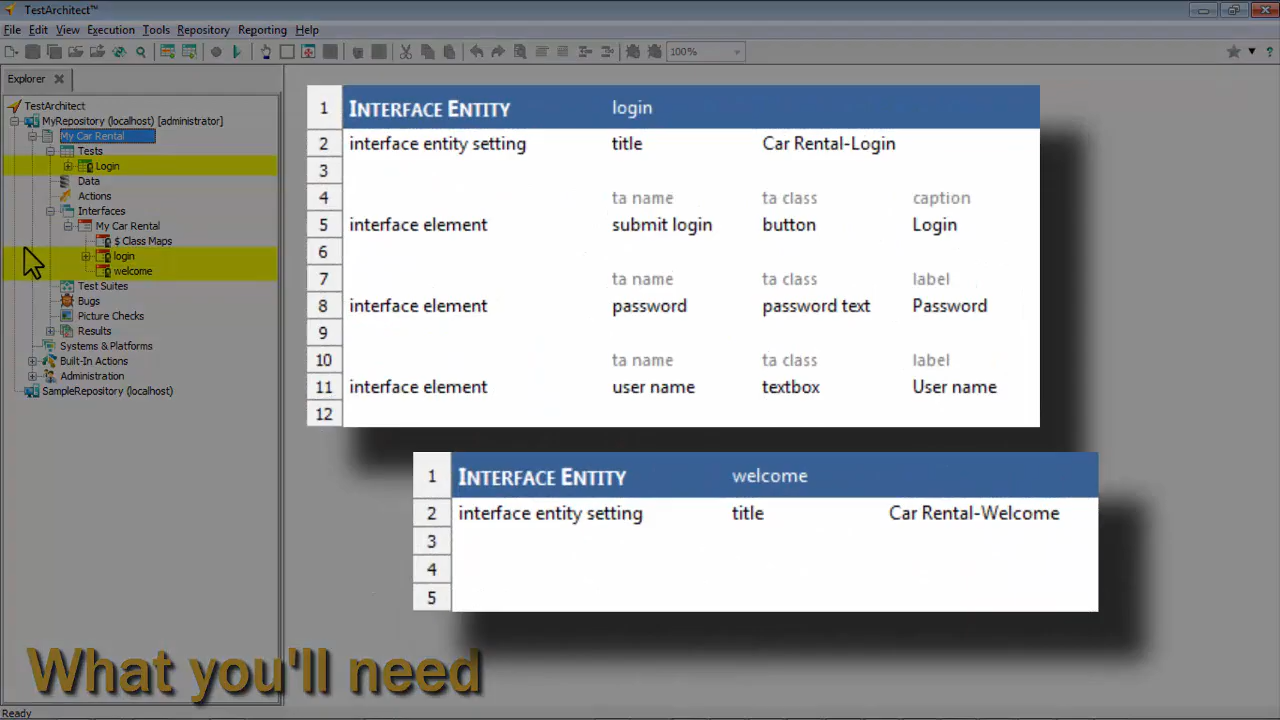 TestArchitect™
File Edit View Execution Tools Repository Reporting Help
100%
Explorer
TestArchitect
MyRepository (localhost) [administrator]
My Car Rental
Tests
Login
Data
Actions
Interfaces
My Car Rental
$ Class Maps
login
welcome
Test Suites
Bugs
Picture Checks
Results
Systems & Platforms
Built-In Actions
Administration
SampleRepository (localhost)
1 INTERFACE ENTITY login
2 interface entity setting title Car Rental-Login
3
4 ta name ta class caption
5 interface element submit login button Login
6
7 ta name ta class label
8 interface element password password text Password
9
10 ta name ta class label
11 interface element user name textbox User name
12
1 INTERFACE ENTITY welcome
2 interface entity setting title Car Rental-Welcome
3
4
5
What you'll need
Ready